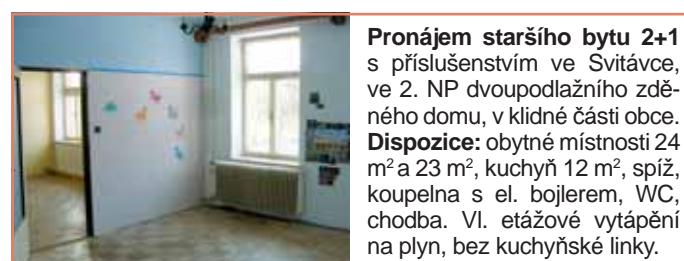 Pronájem staršího bytu 2+1
s příslušenstvím ve Svitávce,
ve 2. NP dvoupodlažního zdě-
ného domu, v klidné části obce.
Dispozice: obytné místnosti 24
m² a 23 m², kuchyň 12 m², spíž,
koupelna s el. bojlerem, WC,
chodba. Vl. etážové vytápění
na plyn, bez kuchyňské linky.